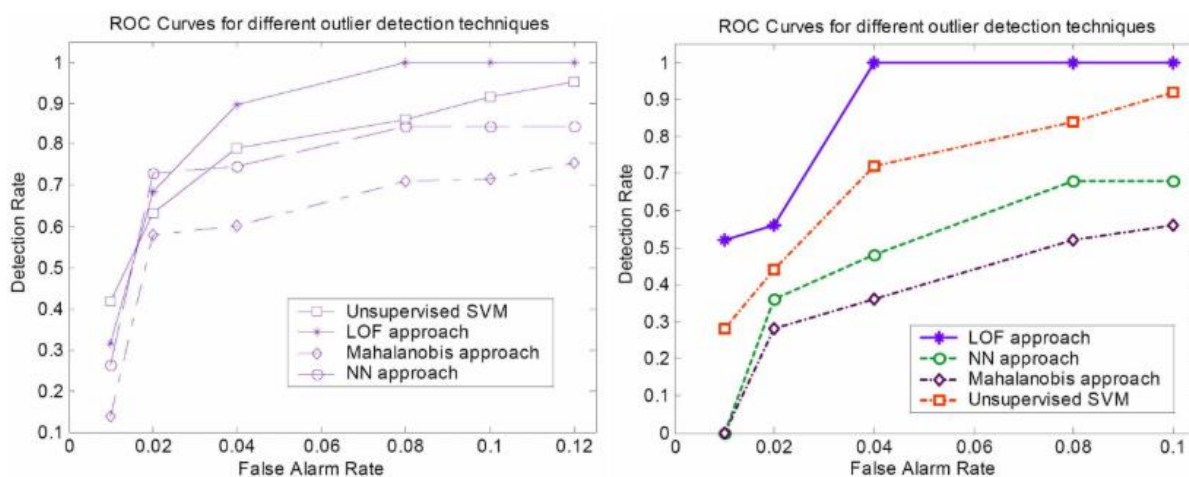 ROC Curves for different outlier detection techniques
1
0.9
0.8
0.7
0.6
0.5
0.4
0.3
0.2
0.1
Detection Rate
0
0.02
0.04
0.06
0.08
0.1
0.12
False Alarm Rate
Unsupervised SVM
LOF approach
Mahalanobis approach
NN approach
ROC Curves for different outlier detection techniques
1
0.9
0.8
0.7
0.6
0.5
0.4
0.3
0.2
0.1
0
Detection Rate
0
0.02
0.04
0.06
0.08
0.1
False Alarm Rate
LOF approach
NN approach
Mahalanobis approach
Unsupervised SVM